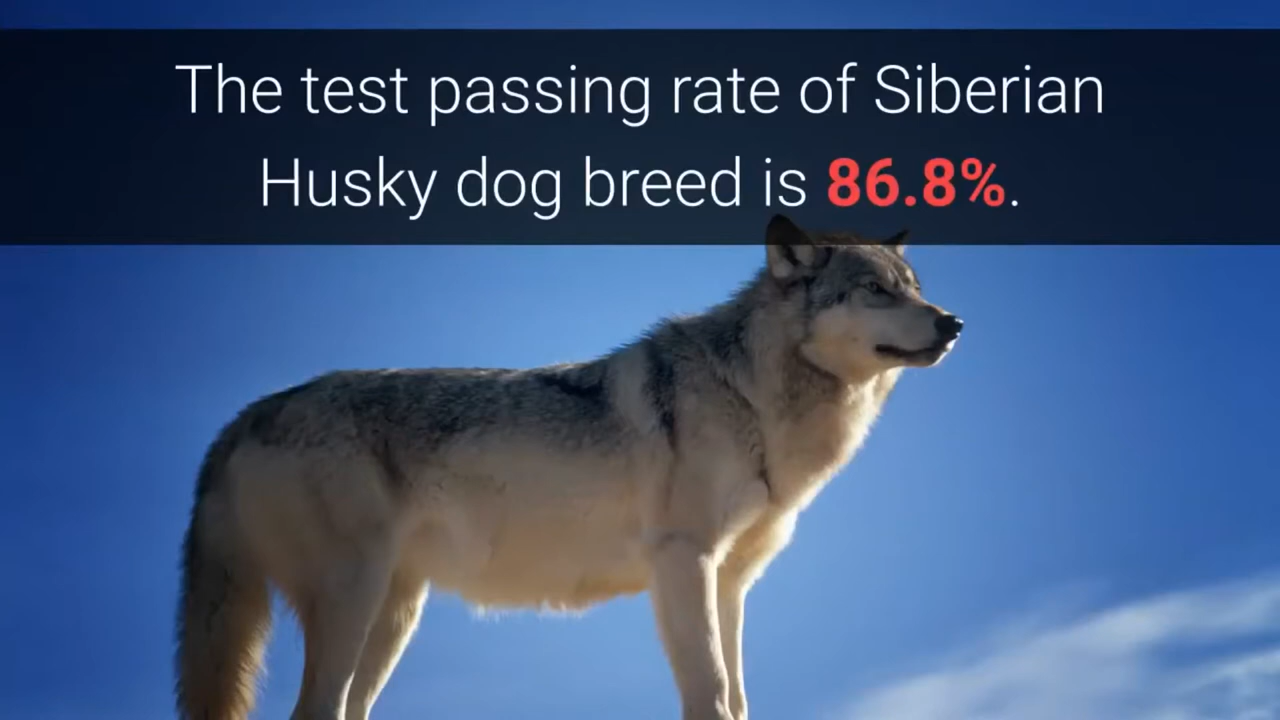 The test passing rate of Siberian
Husky dog breed is 86.8%.